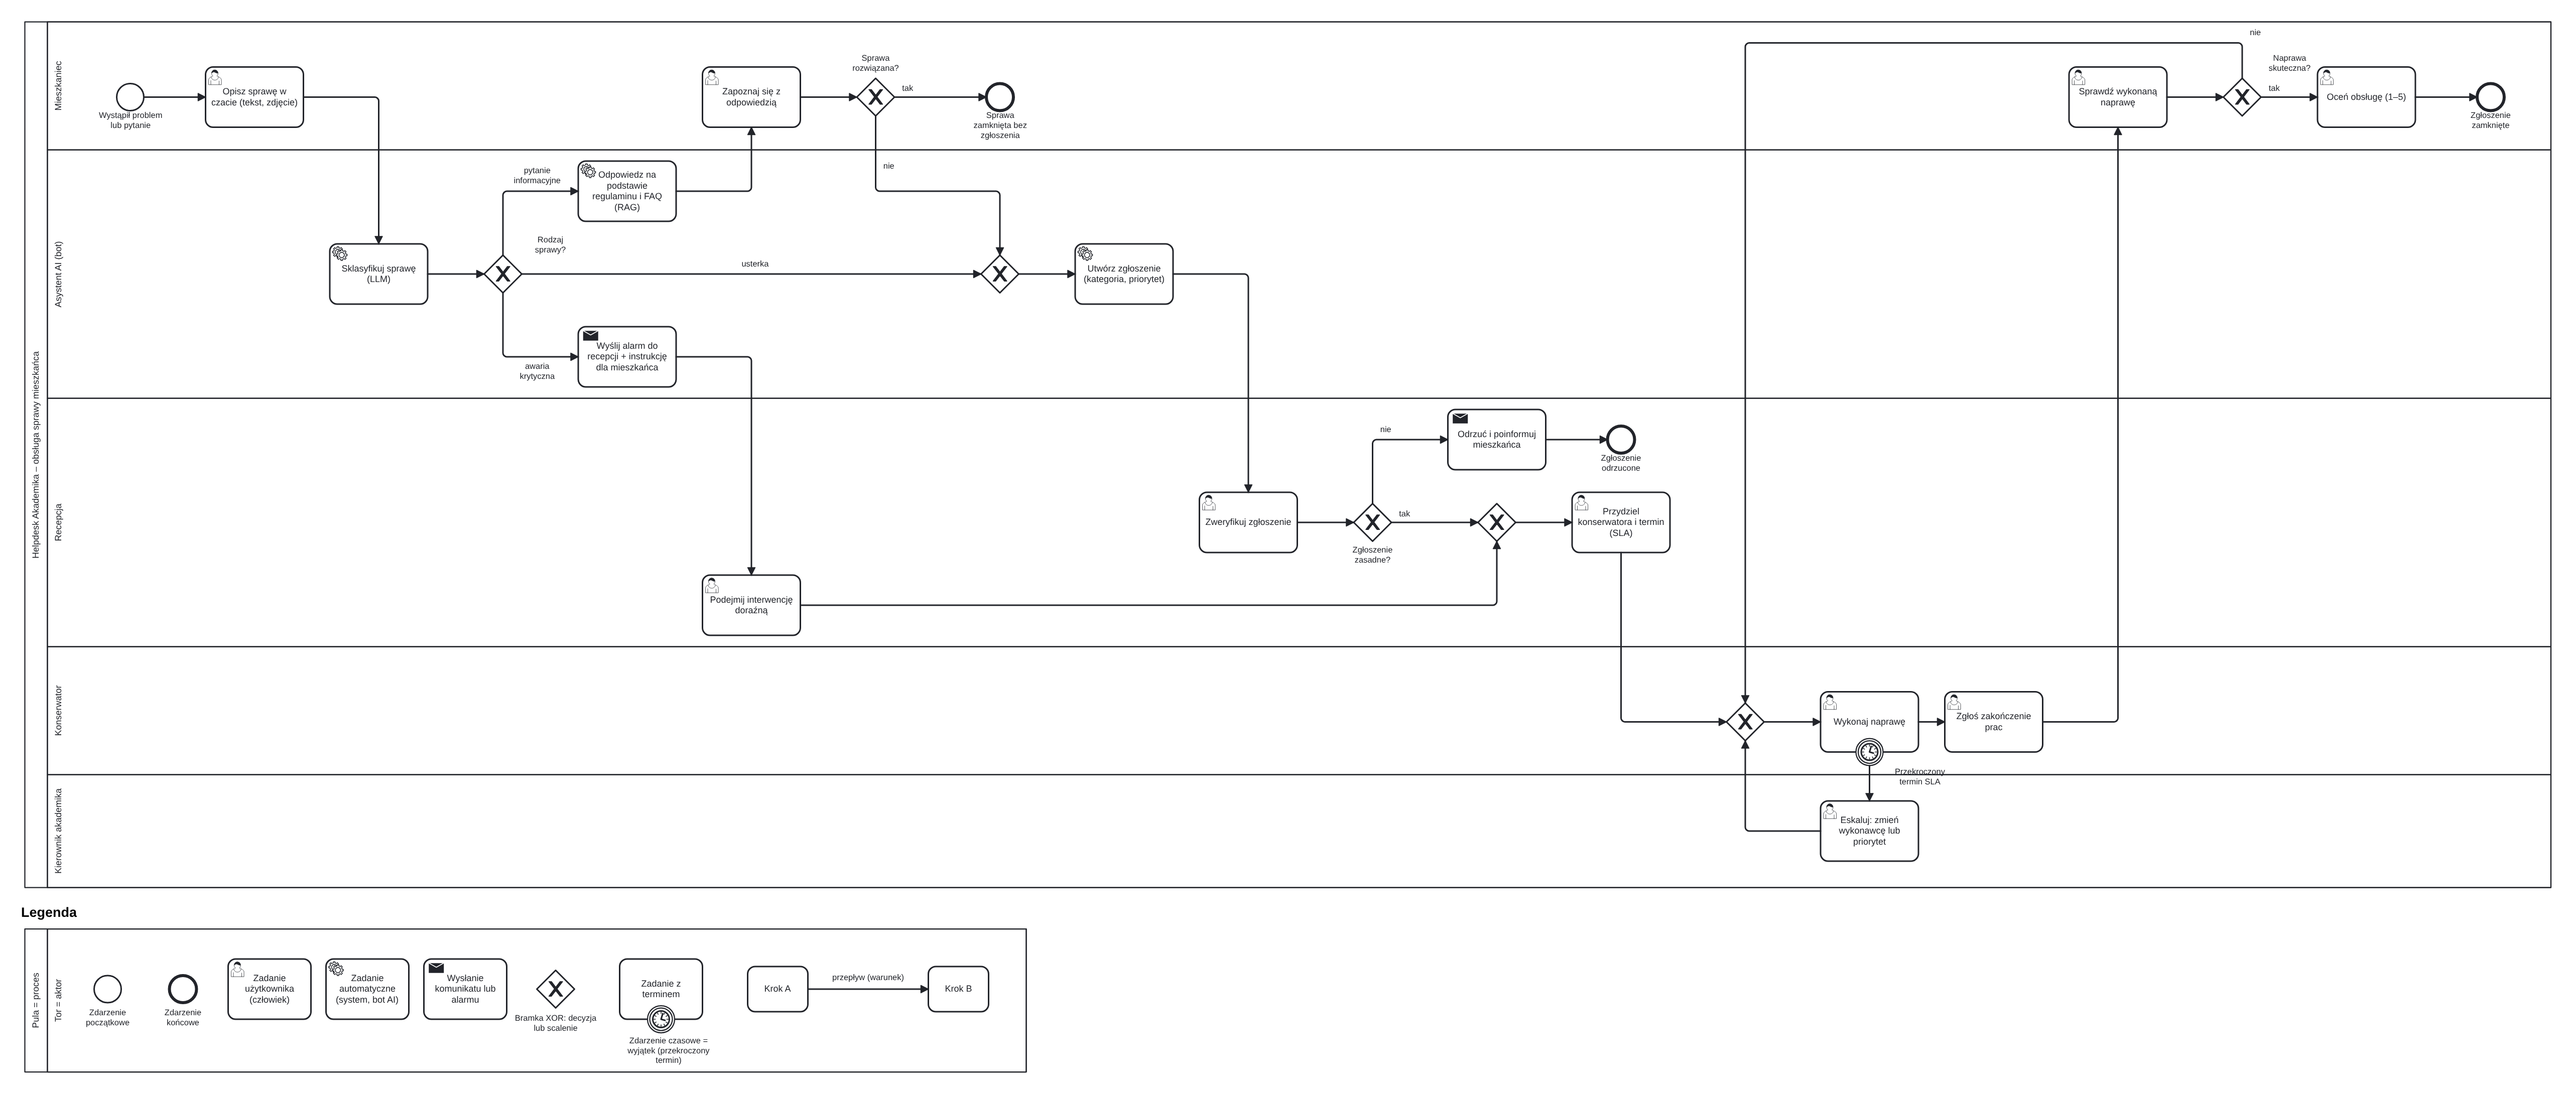 Helpdesk Akademika – obsługa sprawy mieszkańca
Mieszkaniec
Wystąpił problem
lub pytanie
Opisz sprawę w
czacie (tekst, zdjęcie)
Zapoznaj się z
odpowiedzią
Sprawa
rozwiązana?
tak
Sprawa
zamknięta bez
zgłoszenia
nie
nie
Sprawdź wykonaną
naprawę
Naprawa
skuteczna?
tak
Oceń obsługę (1–5)
Zgłoszenie
zamknięte
Asystent AI (bot)
Sklasyfikuj sprawę
(LLM)
pytanie
informacyjne
Rodzaj
sprawy?
Odpowiedz na
podstawie
regulaminu i FAQ
(RAG)
usterka
awaria
krytyczna
Wyślij alarm do
recepcji + instrukcję
dla mieszkańca
Utwórz zgłoszenie
(kategoria, priorytet)
Recepcja
Podejmij interwencję
doraźną
Zweryfikuj zgłoszenie
Zgłoszenie
zasadne?
nie
tak
Odrzuć i poinformuj
mieszkańca
Zgłoszenie
odrzucone
Przydziel
konserwatora i termin
(SLA)
Konserwator
Wykonaj naprawę
Zgłoś zakończenie
prac
Przekroczony
termin SLA
Kierownik akademika
Eskaluj: zmień
wykonawcę lub
priorytet
Legenda
Pula = proces
Tor = aktor
Zdarzenie
początkowe
Zdarzenie
końcowe
Zadanie
użytkownika
(człowiek)
Zadanie
automatyczne
(system, bot AI)
Wysłanie
komunikatu lub
alarmu
Bramka XOR: decyzja
lub scalenie
Zadanie z
terminem
Zdarzenie czasowe =
wyjątek (przekroczony
termin)
Krok A
przepływ (warunek)
Krok B